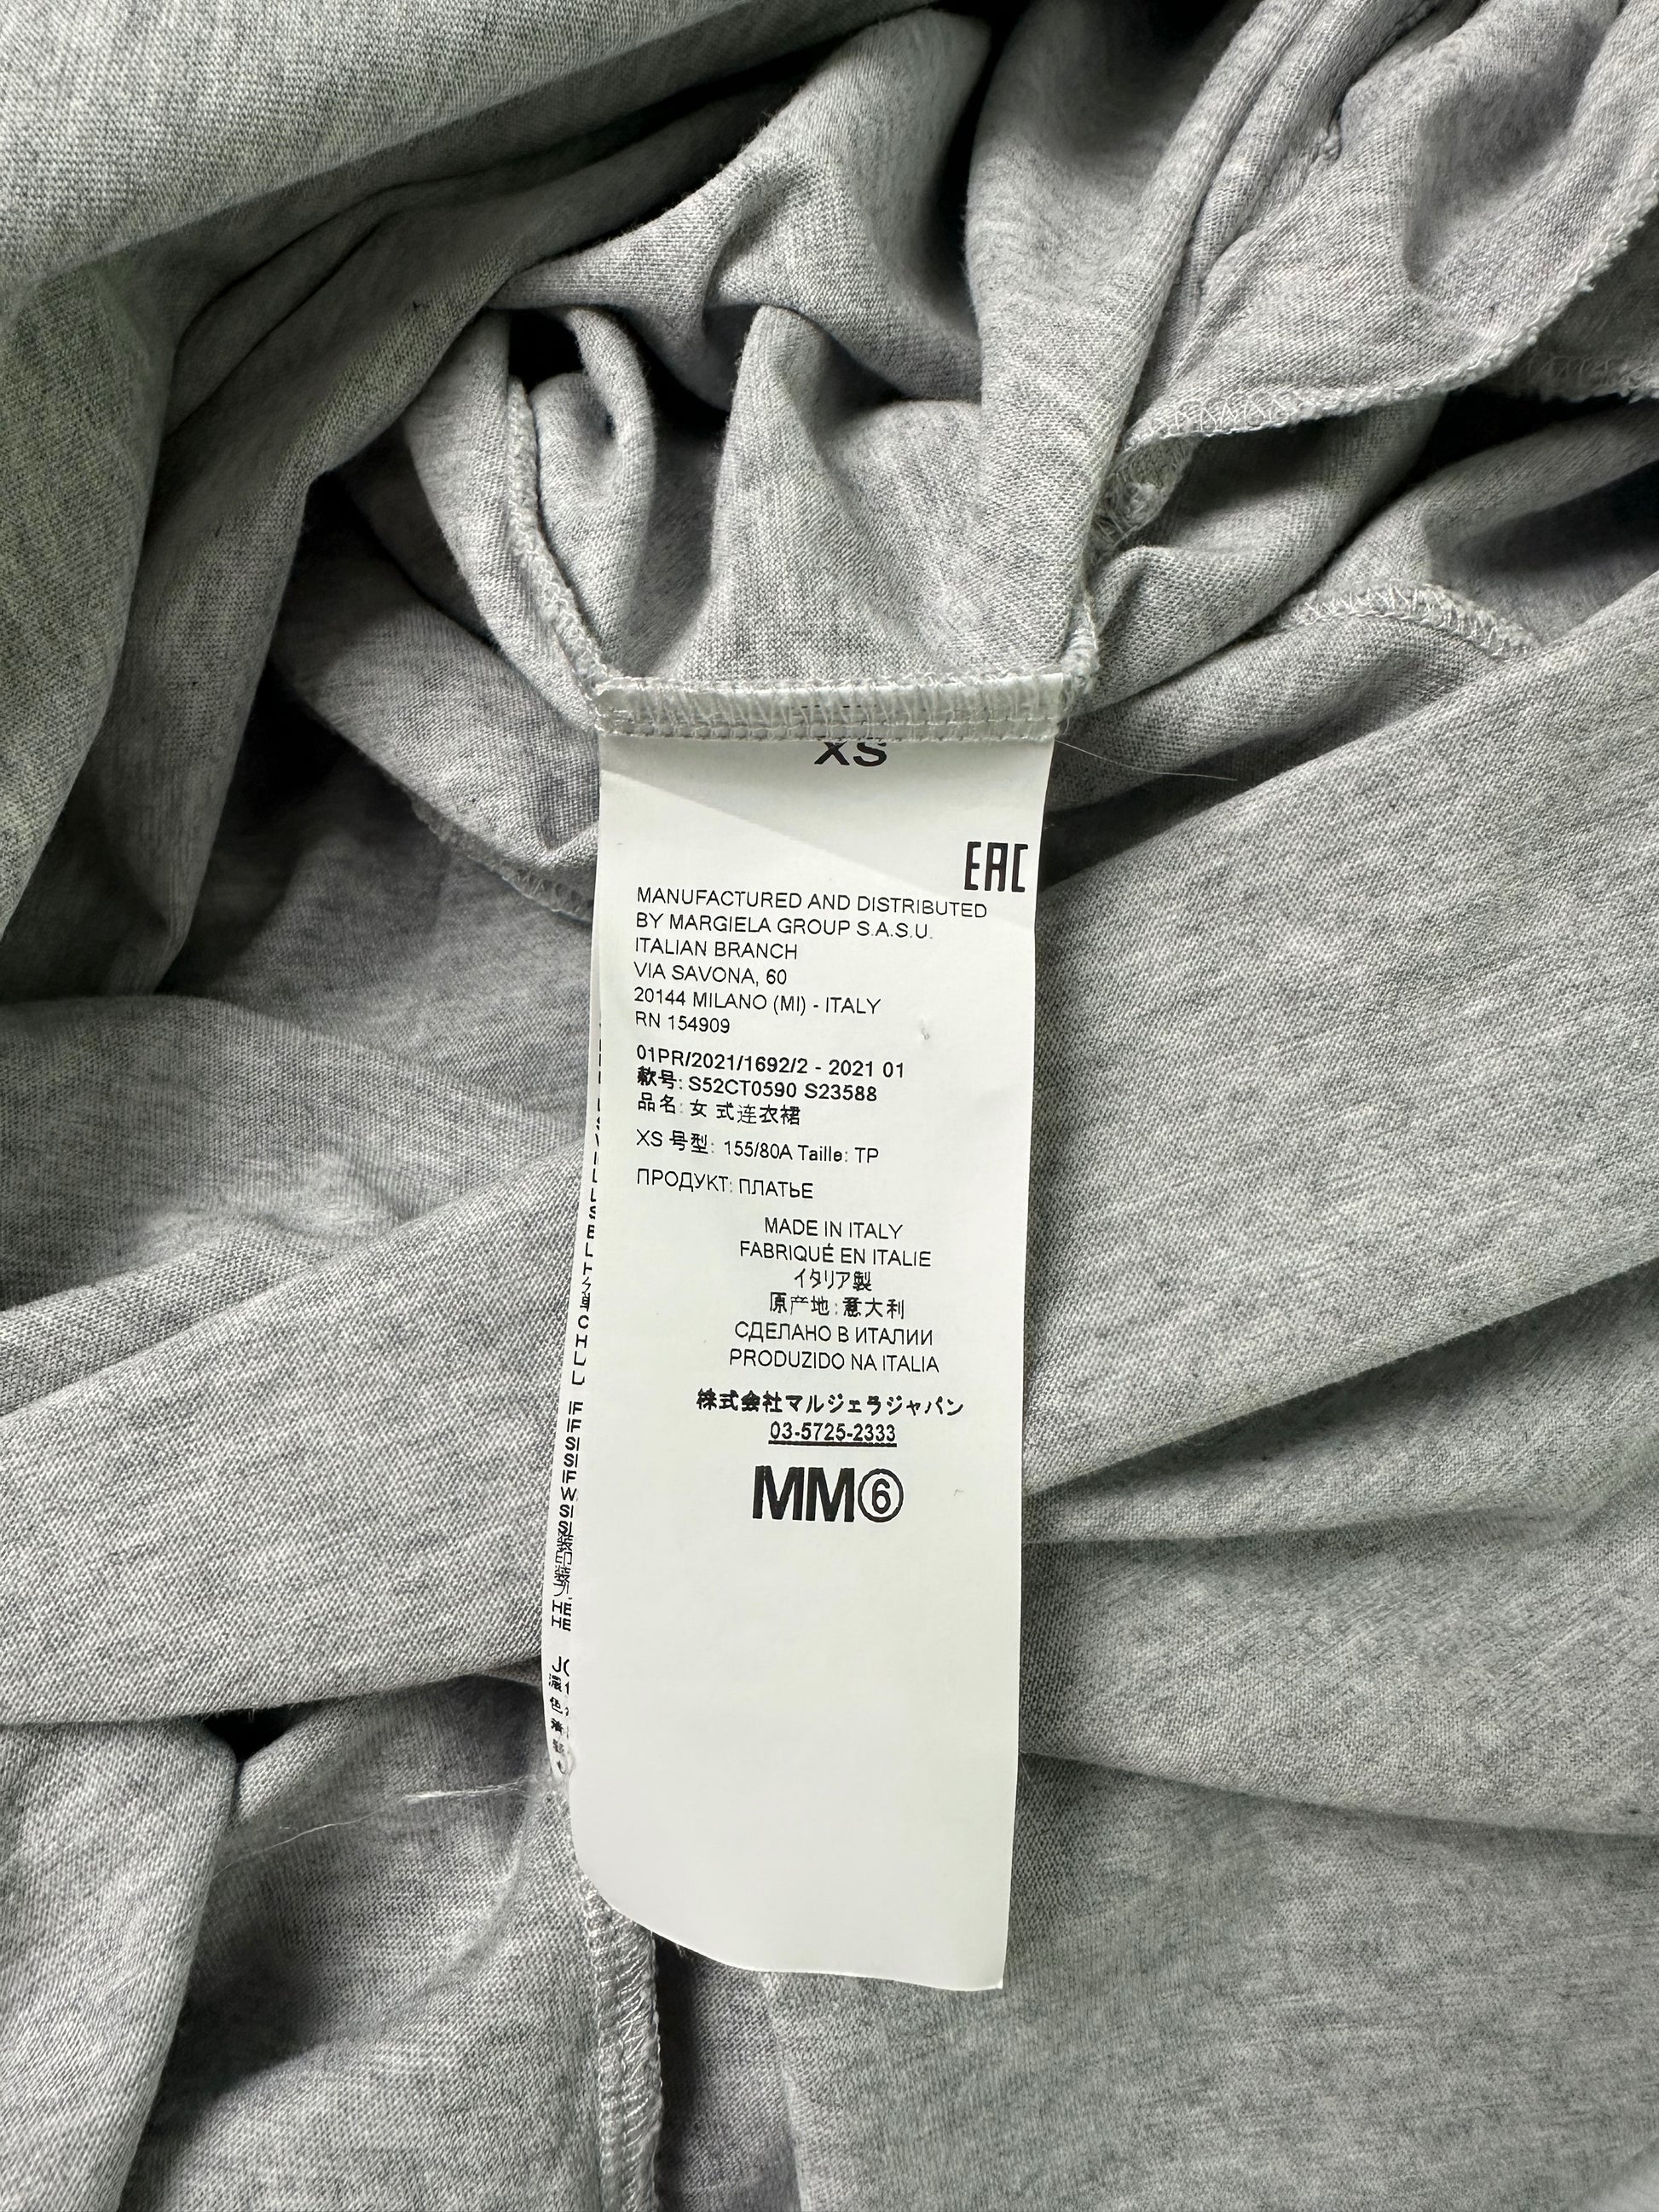 XS
EAC
MANUFACTURED AND DISTRIBUTED
BY MARGIELA GROUP S.A.S.U.
ITALIAN BRANCH
VIA SAVONA, 60
20144 MILANO (MI) - ITALY
RN 154909
01PR/2021/1692/2 - 2021 01
款号: S52CT0590 S23588
品名: 女 式连衣裙
XS 号型: 155/80A Taille: TP
ПРОДУКТ: ПЛАТЬЕ
MADE IN ITALY
FABRIQUÉ EN ITALIE
イタリア製
原产地:意大利
СДЕЛАНО В ИТАЛИИ
PRODUZIDO NA ITALIA
株式会社マルジェラジャパン
03-5725-2333
MM⑥